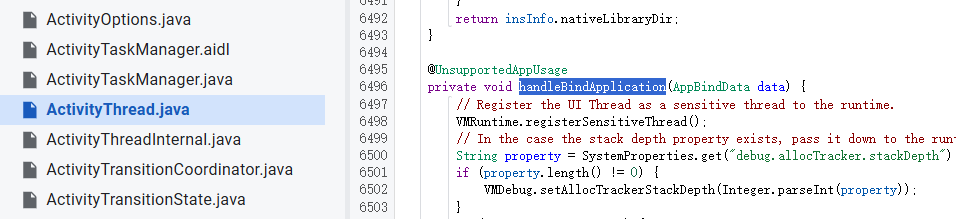 ActivityOptions.java
ActivityTaskManager.aidl
ActivityTaskManager.java
ActivityThread.java
ActivityThreadInternal.java
ActivityTransitionCoordinator.java
ActivityTransitionState.java
6491 }
6492 return insInfo.nativeLibraryDir;
6493 }
6494
6495 @UnsupportedAppUsage
6496 private void handleBindApplication(AppBindData data) {
6497 // Register the UI Thread as a sensitive thread to the runtime.
6498 VMRuntime.registerSensitiveThread();
6499 // In the case the stack depth property exists, pass it down to the run
6500 String property = SystemProperties.get("debug.allocTracker.stackDepth")
6501 if (property.length() != 0) {
6502 VMDebug.setAllocTrackerStackDepth(Integer.parseInt(property));
6503 }